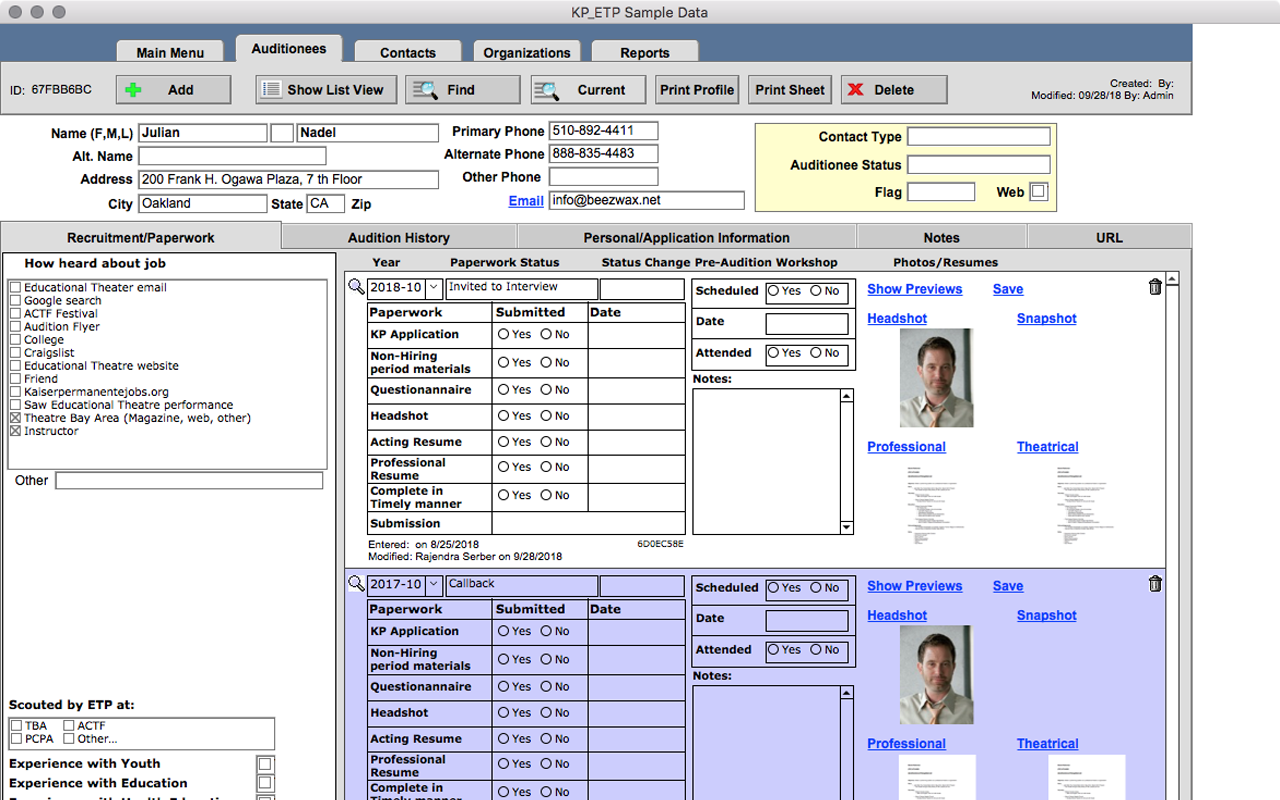 KP_ETP Sample Data
Main Menu
Auditionees
Contacts
Organizations
Reports
ID: 67FBB6BC
Add
Show List View
Find
Current
Print Profile
Print Sheet
Delete
Created: By:
Modified: 09/28/18 By: Admin
Name (F,M,L) Julian Nadel
Alt. Name
Address 200 Frank H. Ogawa Plaza, 7 th Floor
City Oakland State CA Zip
Primary Phone 510-892-4411
Alternate Phone 888-835-4483
Other Phone
Email info@beezwax.net
Contact Type
Auditionee Status
Flag Web
Recruitment/Paperwork
Audition History
Personal/Application Information
Notes
URL
How heard about job
Educational Theater email
Google search
ACTF Festival
Audition Flyer
College
Craigslist
Educational Theatre website
Friend
Kaiserpermanentejobs.org
Saw Educational Theatre performance
Theatre Bay Area (Magazine, web, other)
Instructor
Other
Scouted by ETP at:
TBA ACTF
PCPA Other...
Experience with Youth
Experience with Education
Year Paperwork Status Status Change Pre-Audition Workshop Photos/Resumes
2018-10 Invited to Interview
Paperwork Submitted Date
KP Application Yes No
Non-Hiring
period materials Yes No
Questionannaire Yes No
Headshot Yes No
Acting Resume Yes No
Professional
Resume Yes No
Complete in
Timely manner Yes No
Submission
Entered: on 8/25/2018 6D0EC58E
Modified: Rajendra Serber on 9/28/2018
Scheduled Yes No
Date
Attended Yes No
Notes:
Show Previews Save
Headshot Snapshot
Professional Theatrical
2017-10 Callback
Paperwork Submitted Date
KP Application Yes No
Non-Hiring
period materials Yes No
Questionannaire Yes No
Headshot Yes No
Acting Resume Yes No
Professional
Resume Yes No
Complete in
Timely manner Yes No
Scheduled Yes No
Date
Attended Yes No
Notes:
Show Previews Save
Headshot Snapshot
Professional Theatrical